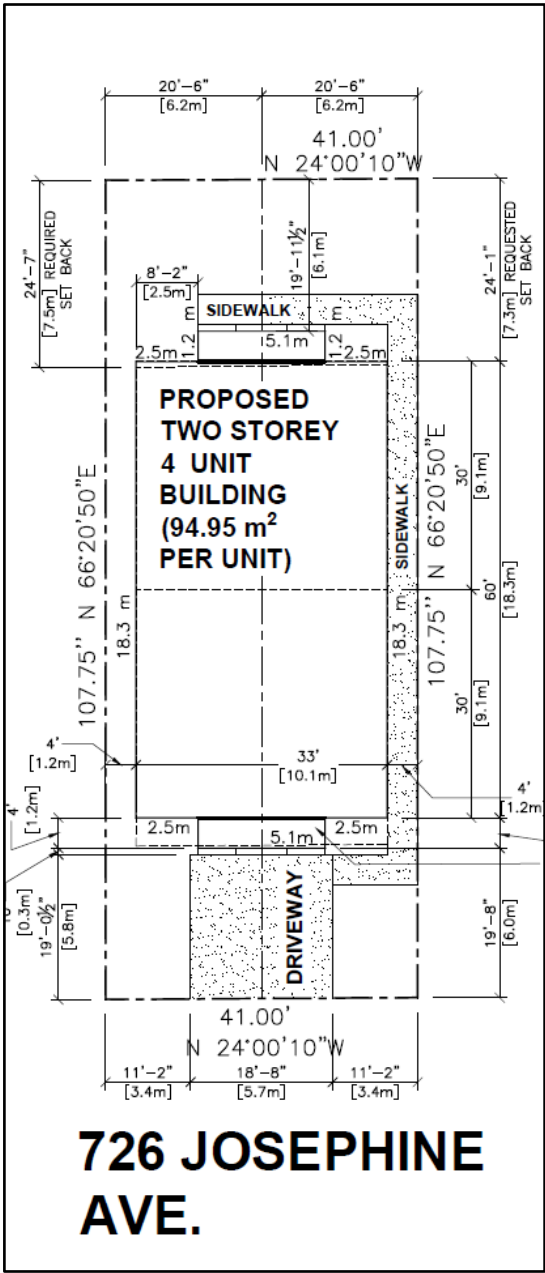 20'-6"
[6.2m]
20'-6"
[6.2m]
41.00'
N 24°00'10"W
24'-7"
[7.5m] REQUIRED
SET BACK
8'-2"
[2.5m]
19'-11½"
[6.1m]
24'-1"
[7.3m] REQUESTED
SET BACK
SIDEWALK
1.2 m
5.1m
1.2 m
2.5m
2.5m
PROPOSED
TWO STOREY
4 UNIT
BUILDING
(94.95 m²
PER UNIT)
SIDEWALK
107.75'' N 66°20'50"E
107.75'' N 66°20'50"E
30'
[9.1m]
60'
[18.3m]
18.3 m
18.3 m
30'
[9.1m]
4'
[1.2m]
33'
[10.1m]
4'
[1.2m]
4'
[1.2m]
2.5m
5.1m
2.5m
[0.3m]
19'-0½"
[5.8m]
DRIVEWAY
19'-8"
[6.0m]
41.00'
N 24°00'10"W
11'-2"
[3.4m]
18'-8"
[5.7m]
11'-2"
[3.4m]
726 JOSEPHINE
AVE.